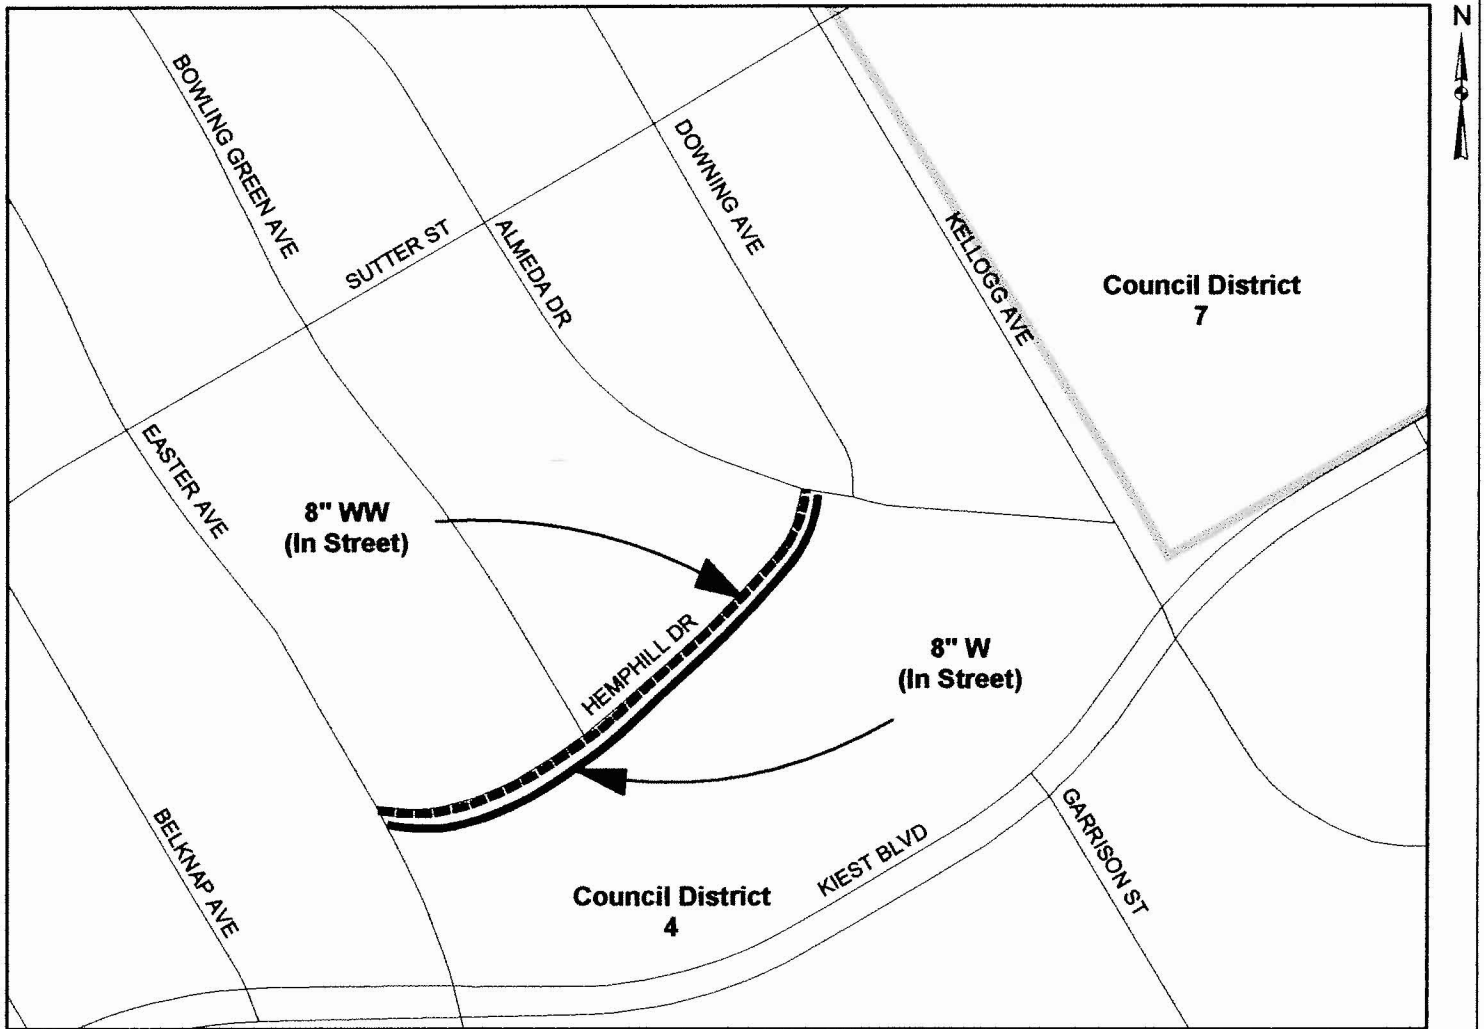 N
BOWLING GREEN AVE
SUTTER ST
ALMEDA DR
DOWNING AVE
KELLOGG AVE
Council District
7
EASTER AVE
8" WW
(In Street)
HEMPHILL DR
8" W
(In Street)
BELKNAP AVE
Council District
4
KIEST BLVD
GARRISON ST